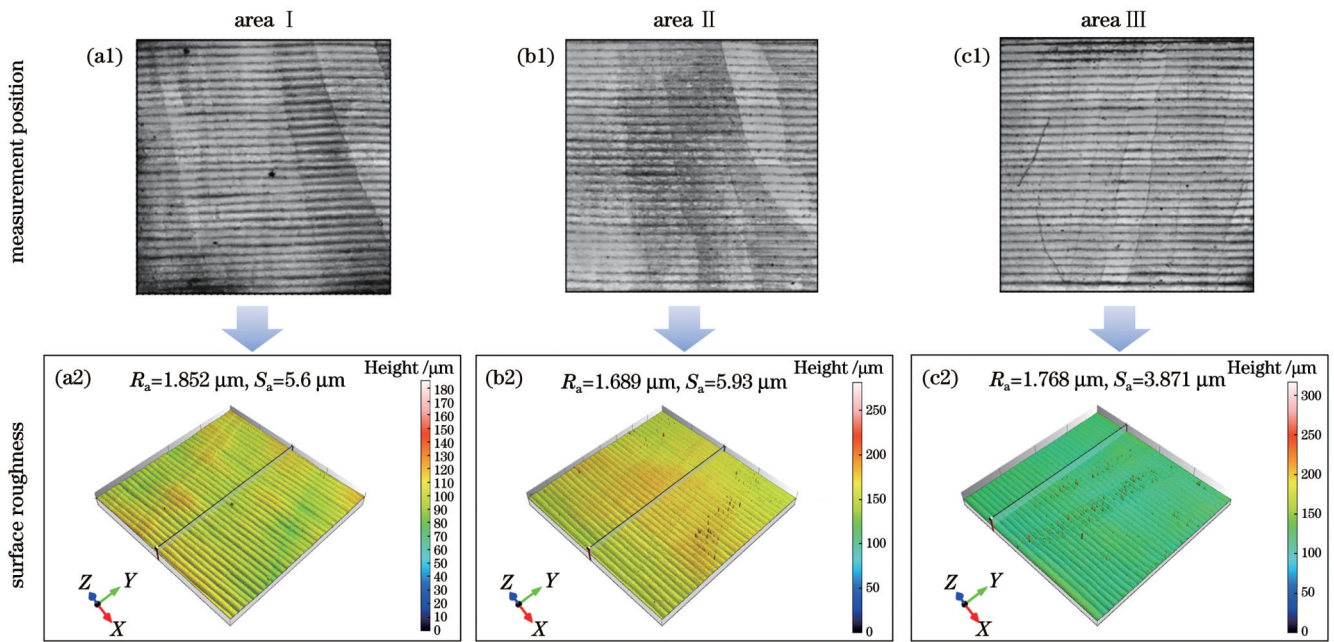 area Ⅰ
area Ⅱ
area Ⅲ
measurement position
(a1)
(b1)
(c1)
surface roughness
(a2)
Rₐ=1.852 μm, Sₐ=5.6 μm
Height /μm
180
170
160
150
140
130
120
110
100
90
80
70
60
50
40
30
20
10
0
Z
Y
X
(b2)
Rₐ=1.689 μm, Sₐ=5.93 μm
Height /μm
250
200
150
100
50
0
Z
Y
X
(c2)
Rₐ=1.768 μm, Sₐ=3.871 μm
Height /μm
300
250
200
150
100
50
0
Z
Y
X